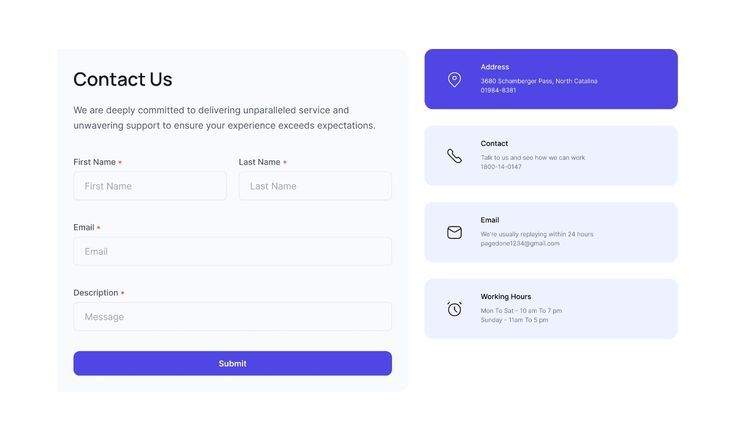 Contact Us
We are deeply committed to delivering unparalleled service and
unwavering support to ensure your experience exceeds expectations.
First Name *
Last Name *
First Name
Last Name
Email *
Email
Description *
Message
Submit
Address
3680 Schamberger Pass, North Catalina
01984-8381
Contact
Talk to us and see how we can work
1800-14-0147
Email
We're usually replaying within 24 hours
pagedone1234@gmail.com
Working Hours
Mon To Sat - 10 am To 7 pm
Sunday - 11am To 5 pm